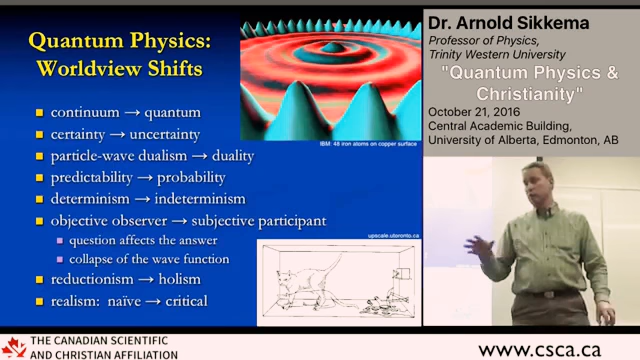 Quantum Physics:
Worldview Shifts
continuum → quantum
certainty → uncertainty
particle-wave dualism → duality
predictability → probability
determinism → indeterminism
objective observer → subjective participant
question affects the answer
collapse of the wave function
reductionism → holism
realism: naïve → critical
IBM: 48 iron atoms on copper surface
upscale.utoronto.ca
Dr. Arnold Sikkema
Professor of Physics,
Trinity Western University
"Quantum Physics &
Christianity"
October 21, 2016
Central Academic Building,
University of Alberta, Edmonton, AB
THE CANADIAN SCIENTIFIC
AND CHRISTIAN AFFILIATION
www.csca.ca